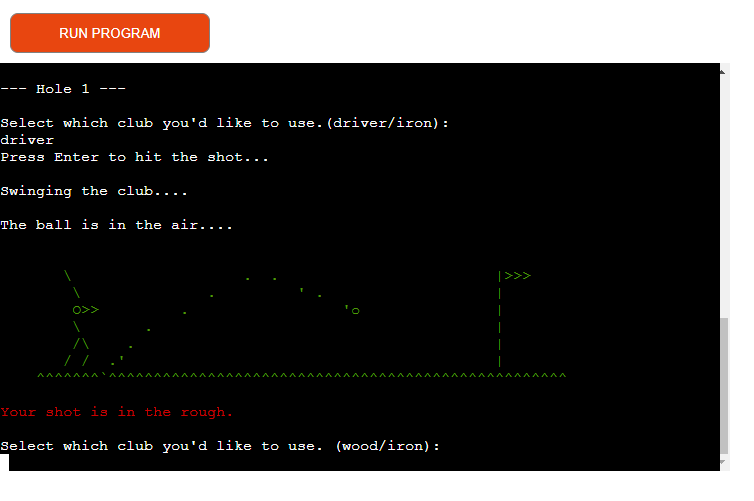 RUN PROGRAM
--- Hole 1 ---
Select which club you'd like to use.(driver/iron):
driver
Press Enter to hit the shot...
Swinging the club....
The ball is in the air....
       \                   .  .                        |>>>
        \              .         ' .                   |
        O>>         .                 'o               |
        \       .                                      |
        /\    .                                        |
       / /  .'                                         |
    ^^^^^^^`^^^^^^^^^^^^^^^^^^^^^^^^^^^^^^^^^^^^^^^^^^^^^^^^^^^
Your shot is in the rough.
Select which club you'd like to use. (wood/iron):